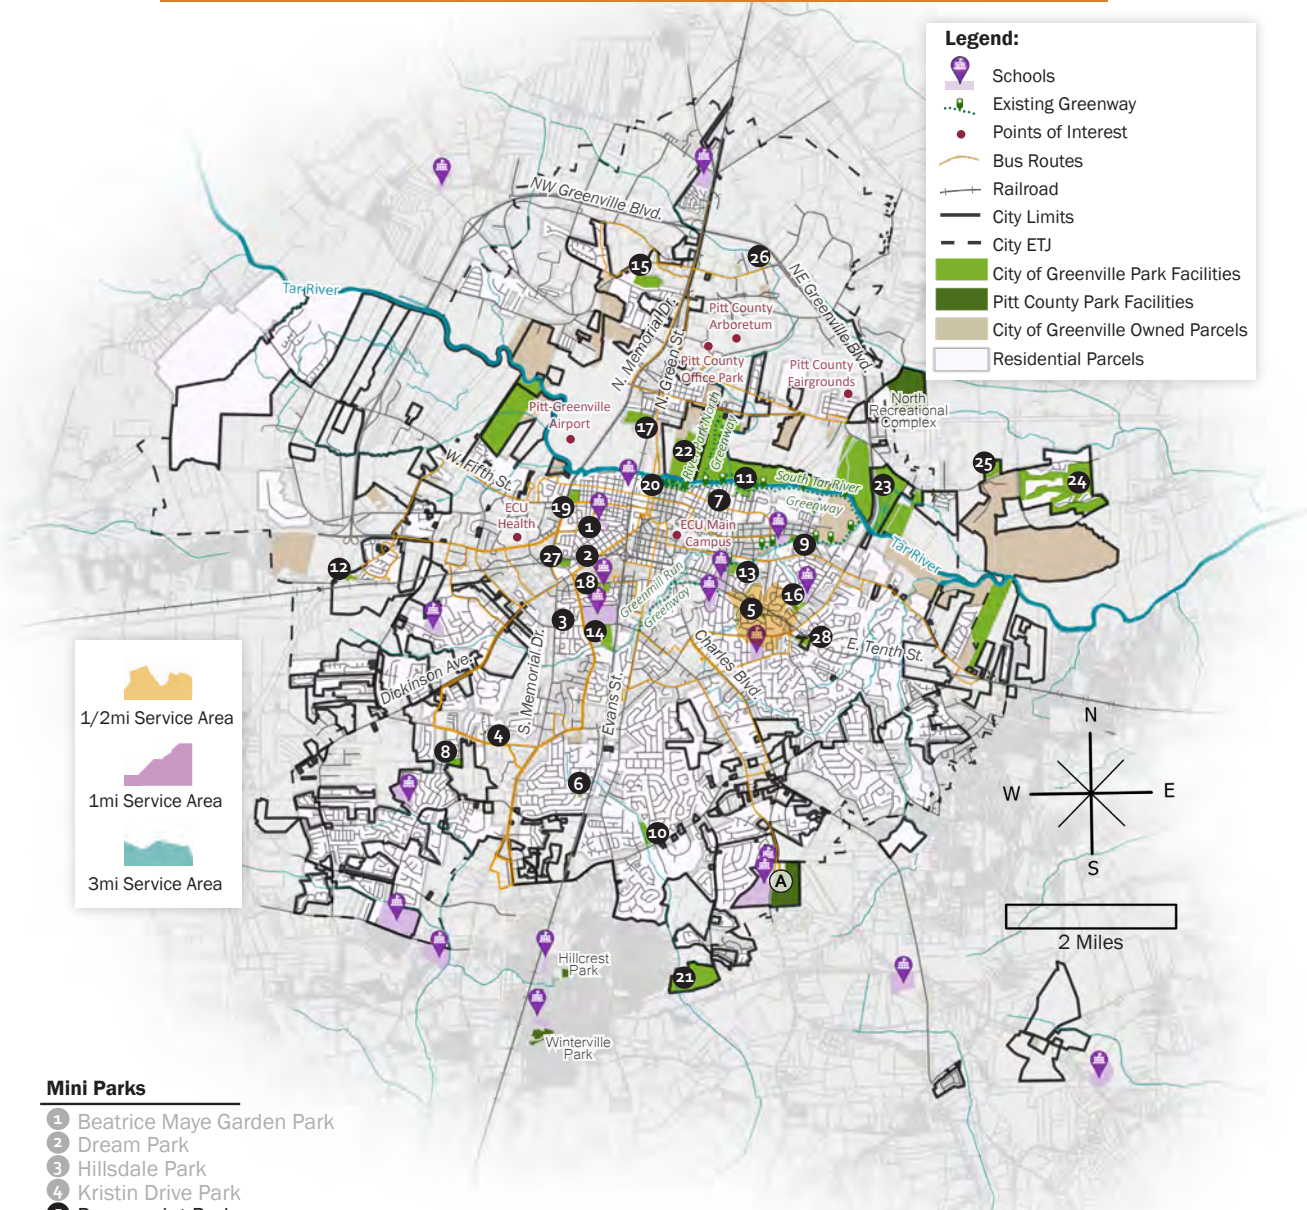 Legend:
Schools
Existing Greenway
Points of Interest
Bus Routes
Railroad
City Limits
City ETJ
City of Greenville Park Facilities
Pitt County Park Facilities
City of Greenville Owned Parcels
Residential Parcels
NW Greenville Blvd.
26
15
NE Greenville Blvd.
Tar River
N. Memorial Dr.
Pitt County
Arboretum
N. Green St.
Pitt County
Office Park
Pitt County
Fairgrounds
North
Recreational
Complex
Pitt-Greenville
Airport
17
River Park North
Greenway
22
W. Fifth St.
25
24
20
11
South Tar River
Greenway
23
7
19
ECU
Health
1
ECU Main
Campus
9
Tar River
12
27
2
13
18
Greenmill Run
Greenway
16
5
3
14
28
E. Tenth St.
Charles Blvd.
Dickinson Ave.
S. Memorial Dr.
Evans St.
1/2mi Service Area
1mi Service Area
3mi Service Area
4
8
6
10
A
N
W
E
S
2 Miles
Hillcrest
Park
21
Winterville
Park
Mini Parks
1 Beatrice Maye Garden Park
2 Dream Park
3 Hillsdale Park
4 Kristin Drive Park